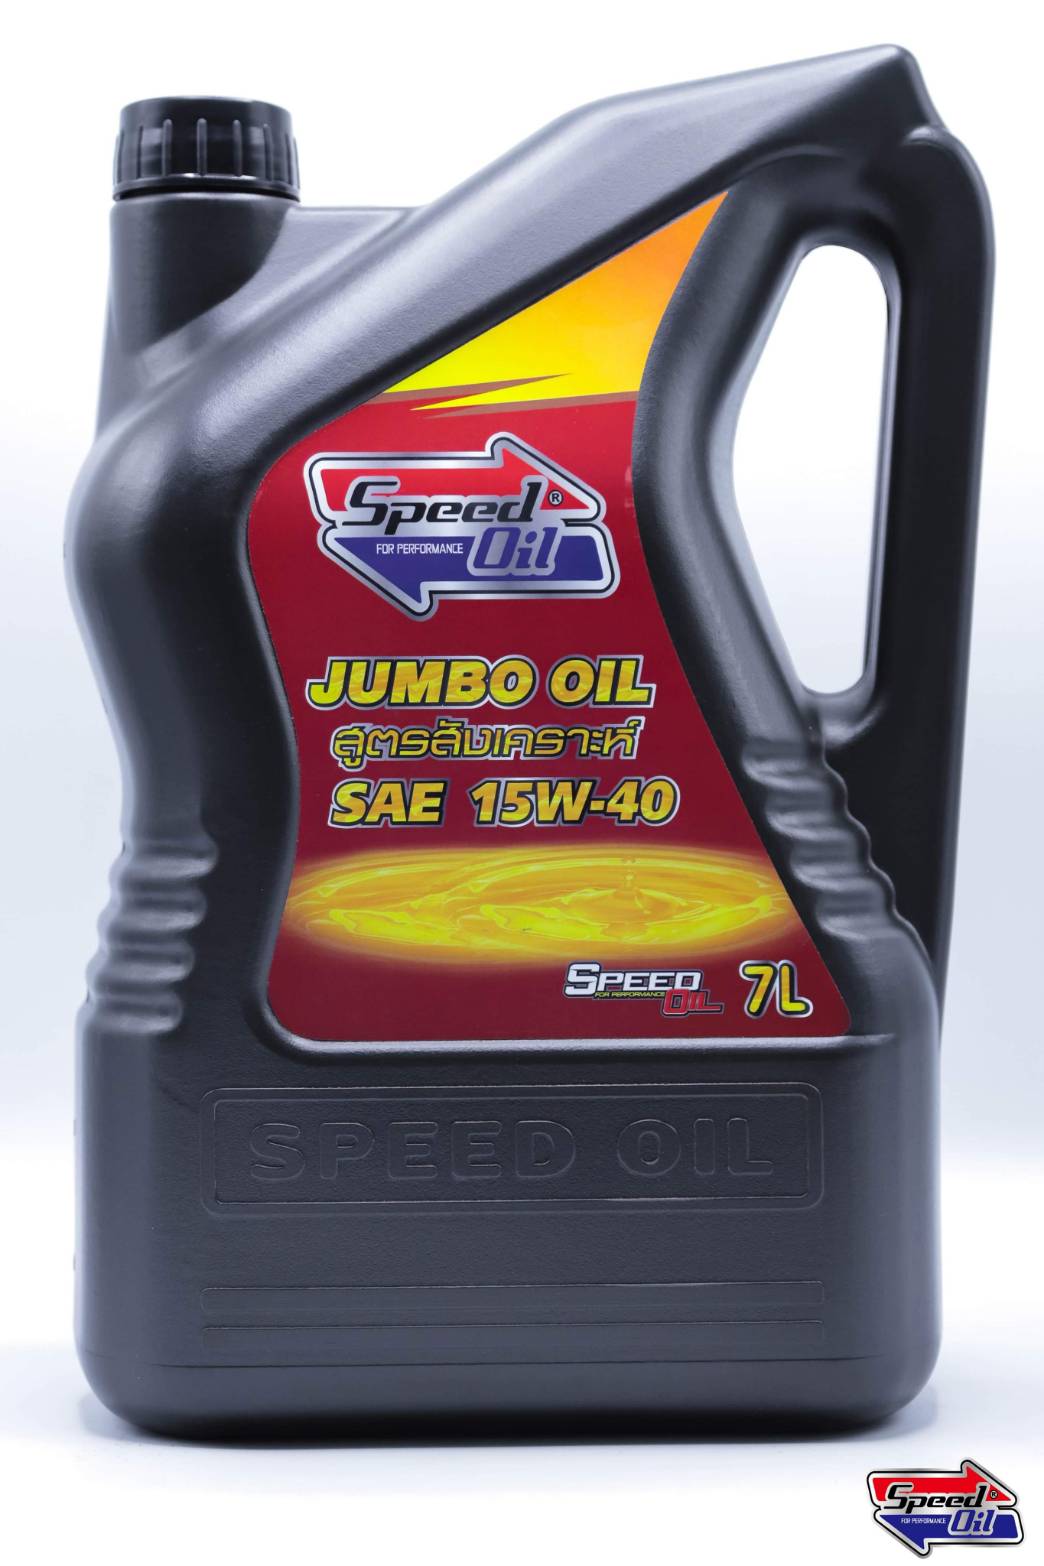 Speed®
FOR PERFORMANCE Oil
JUMBO OIL
สูตรสังเคราะห์
SAE 15W-40
SPEED
FOR PERFORMANCE OIL
7L
SPEED OIL
Speed®
FOR PERFORMANCE Oil